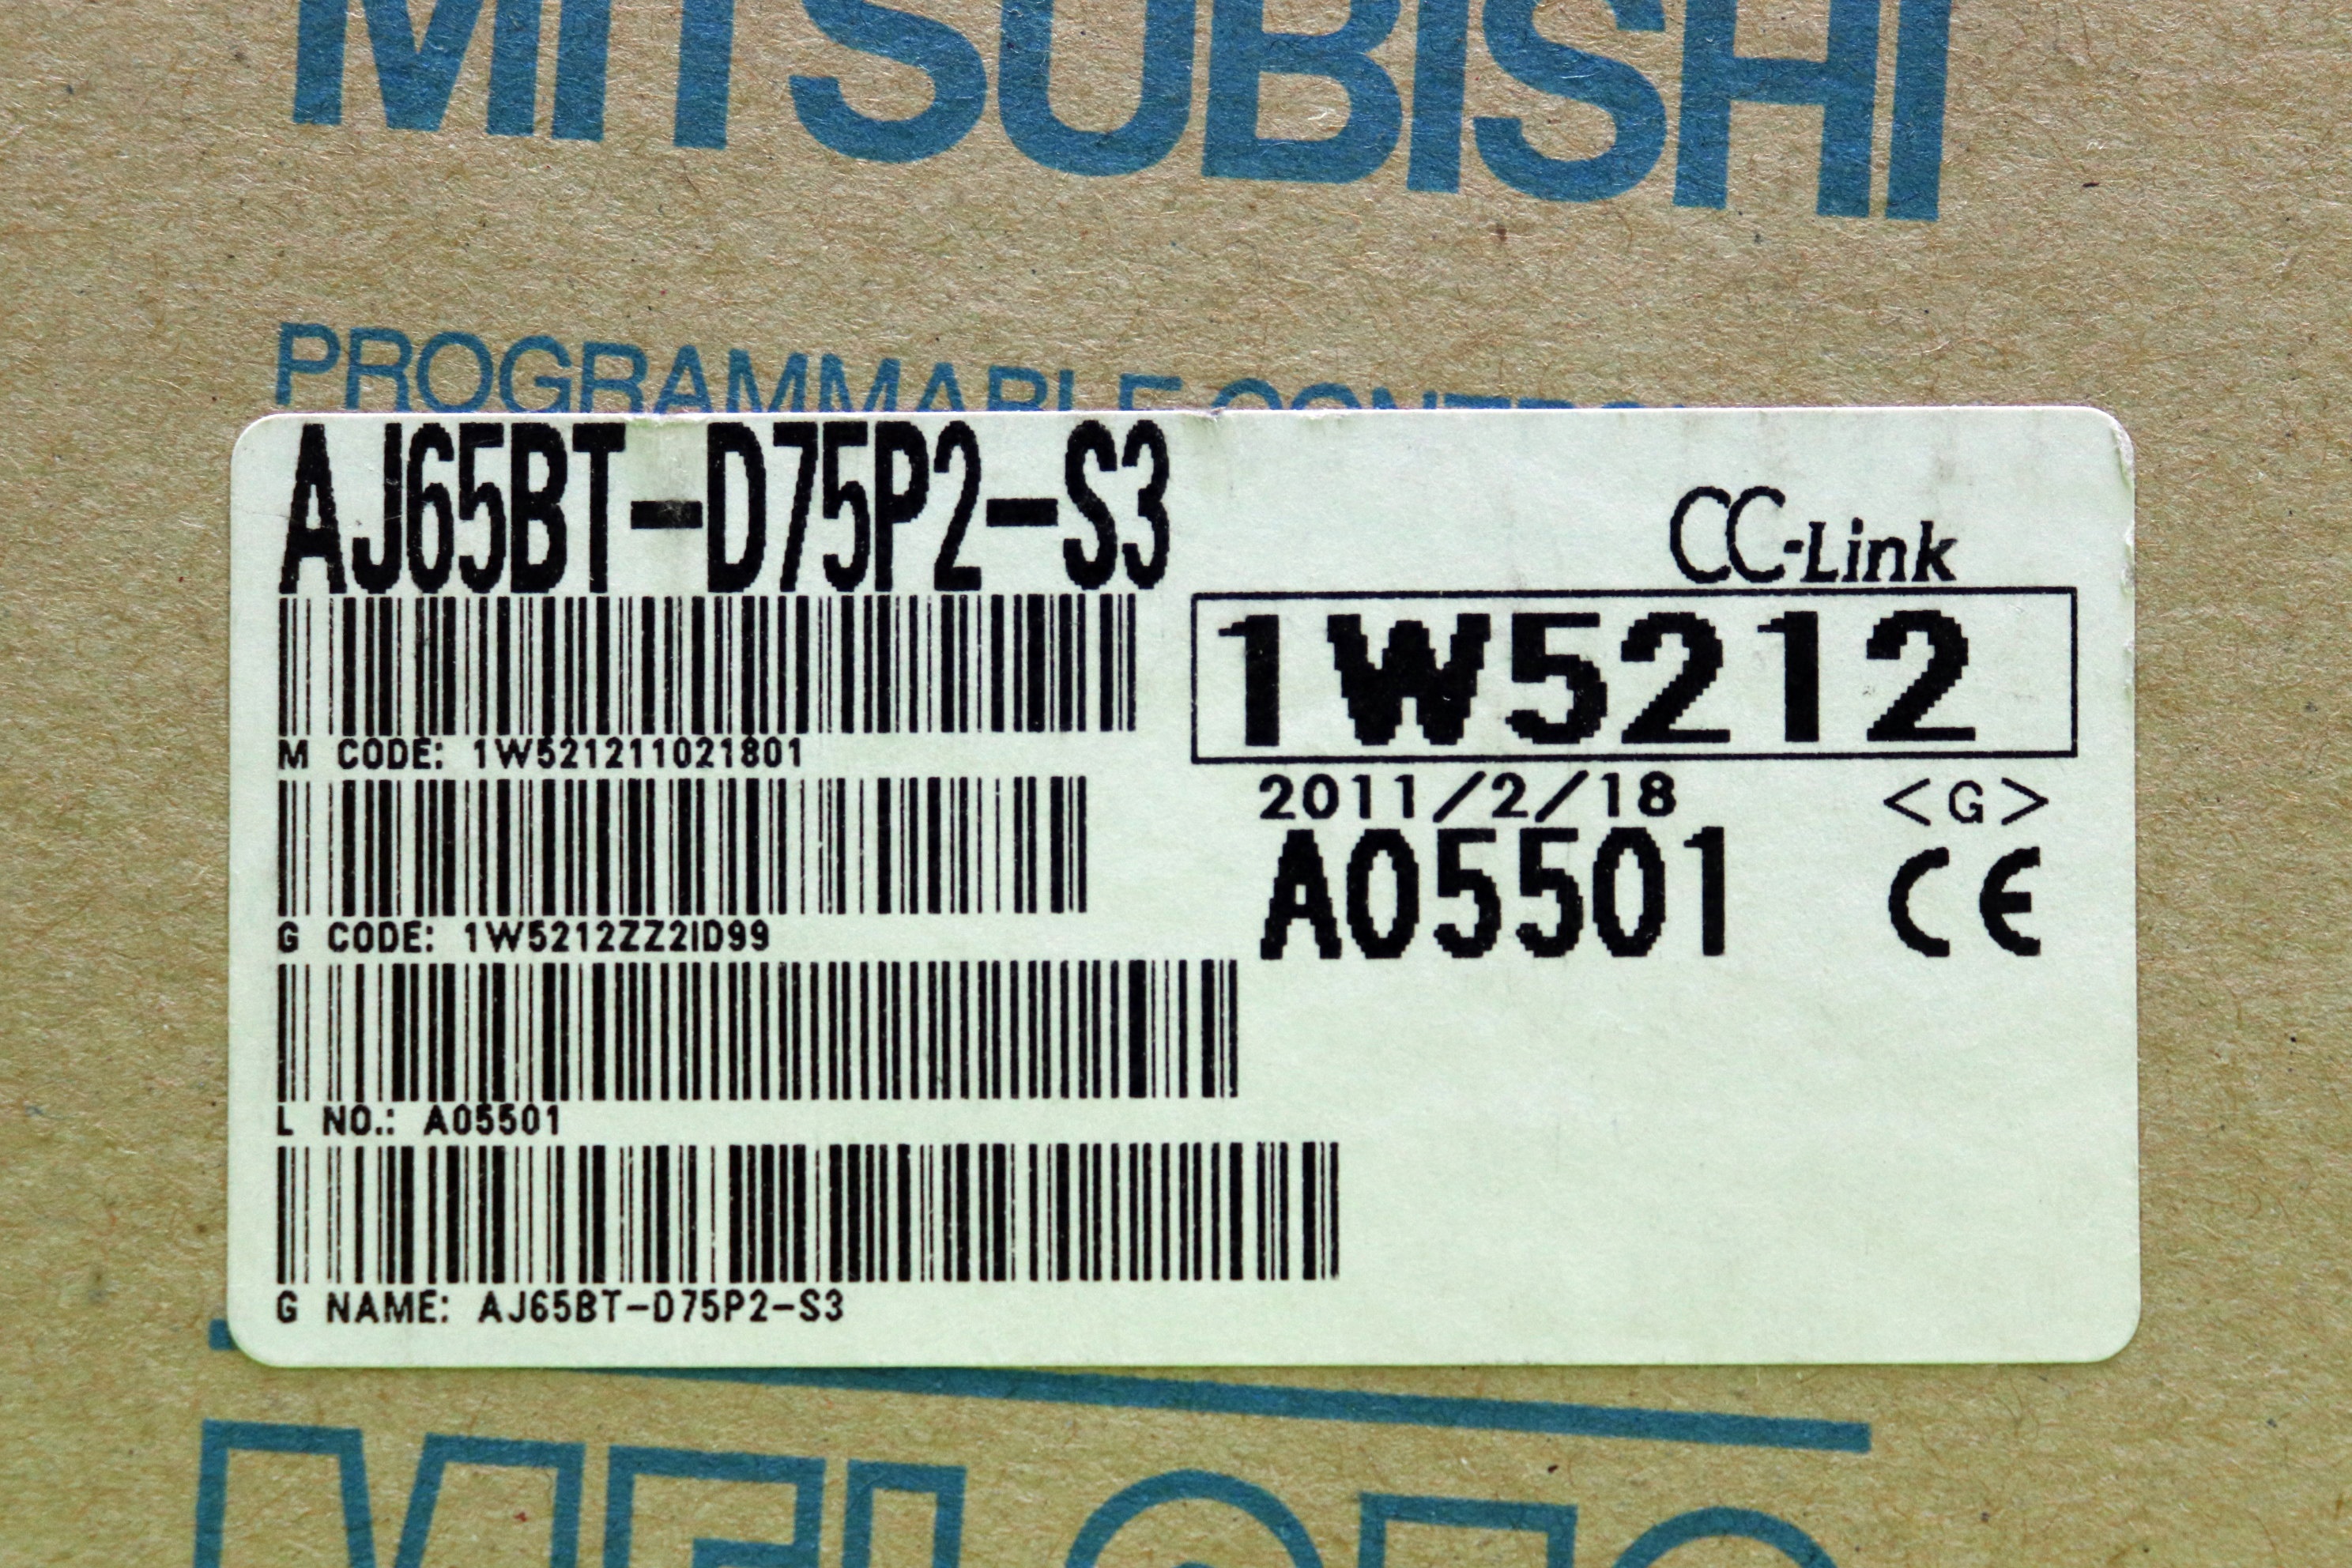 MITSUBISHI
PROGRAMMABLE
AJ65BT-D75P2-S3
CC-Link
1W5212
M CODE: 1W521211021801
2011/2/18 <G>
A05501 CE
G CODE: 1W5212ZZ2ID99
L NO.: A05501
G NAME: AJ65BT-D75P2-S3